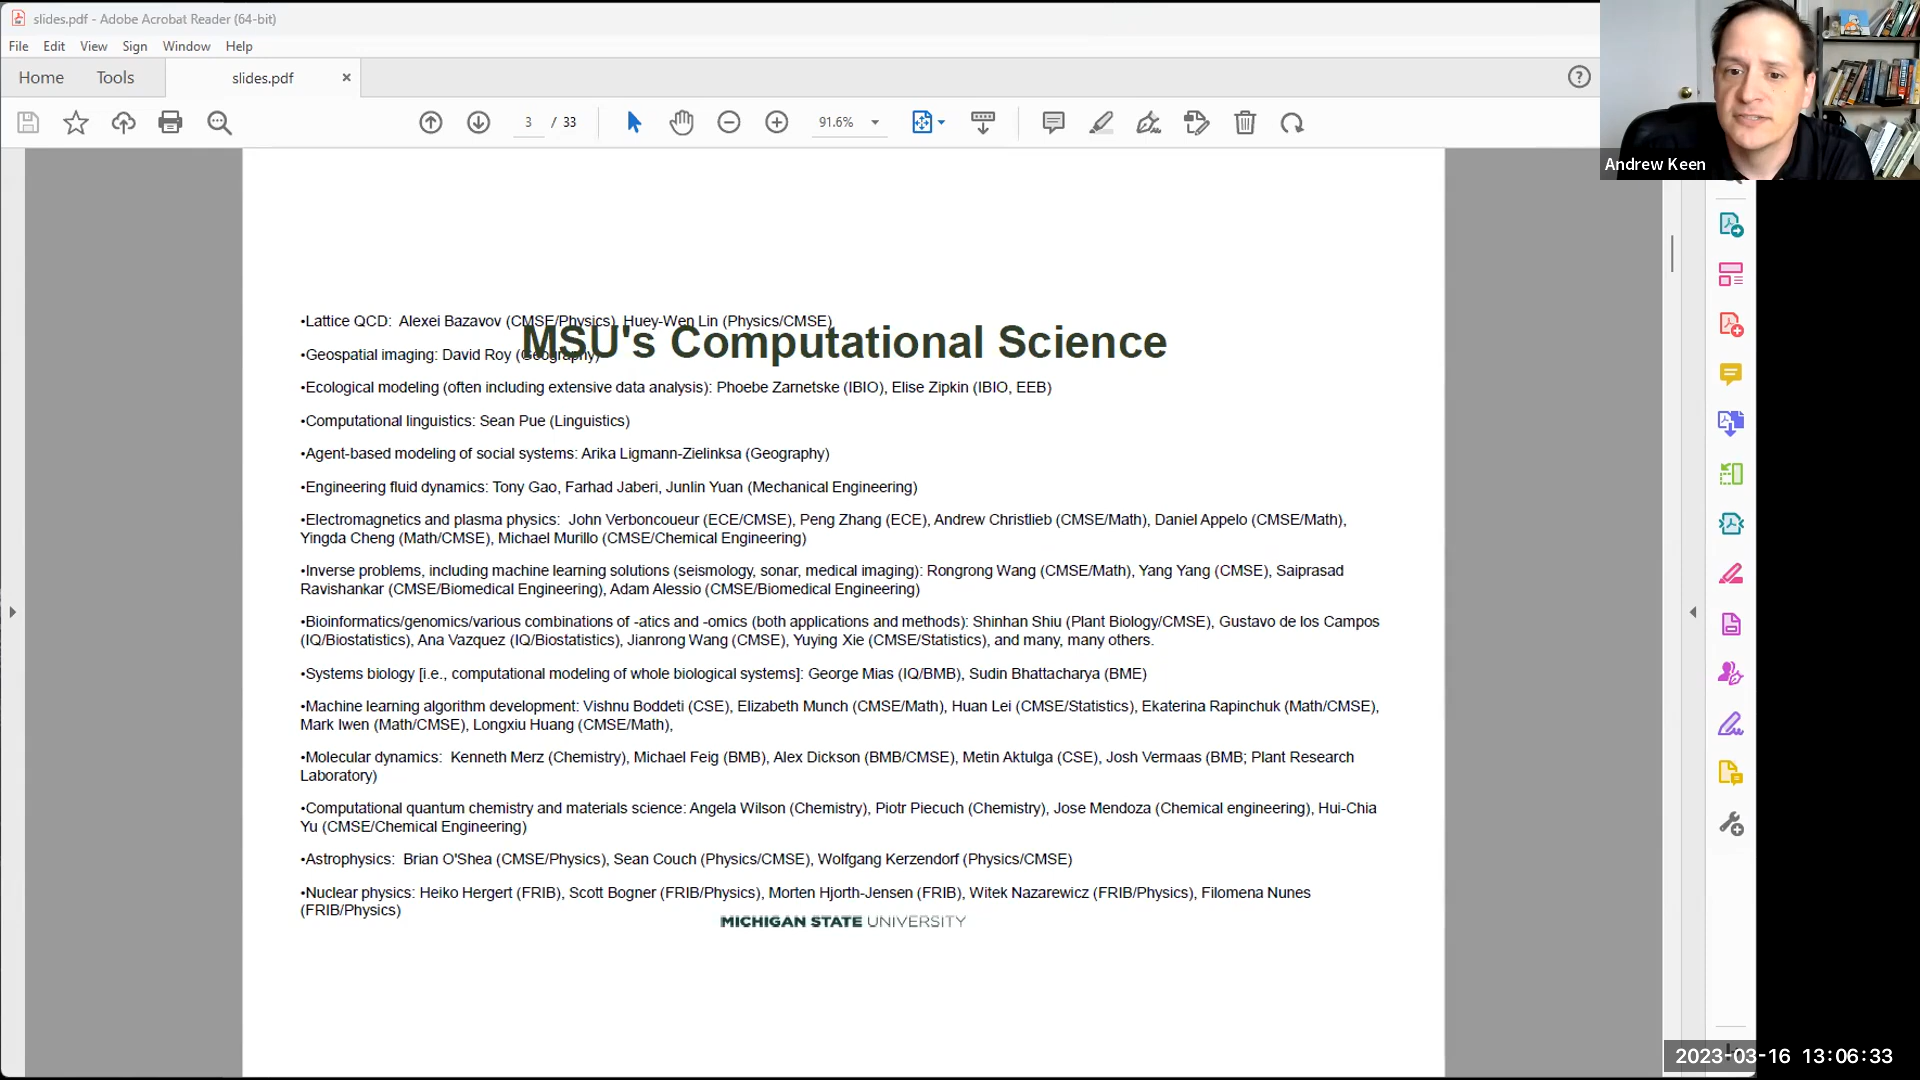 slides.pdf - Adobe Acrobat Reader (64-bit)
File Edit View Sign Window Help
Home Tools slides.pdf ×
3 / 33 91.6%
Andrew Keen
MSU's Computational Science
•Lattice QCD: Alexei Bazavov (CMSE/Physics), Huey-Wen Lin (Physics/CMSE)
•Geospatial imaging: David Roy (Geography)
•Ecological modeling (often including extensive data analysis): Phoebe Zarnetske (IBIO), Elise Zipkin (IBIO, EEB)
•Computational linguistics: Sean Pue (Linguistics)
•Agent-based modeling of social systems: Arika Ligmann-Zielinksa (Geography)
•Engineering fluid dynamics: Tony Gao, Farhad Jaberi, Junlin Yuan (Mechanical Engineering)
•Electromagnetics and plasma physics: John Verboncoueur (ECE/CMSE), Peng Zhang (ECE), Andrew Christlieb (CMSE/Math), Daniel Appelo (CMSE/Math),
Yingda Cheng (Math/CMSE), Michael Murillo (CMSE/Chemical Engineering)
•Inverse problems, including machine learning solutions (seismology, sonar, medical imaging): Rongrong Wang (CMSE/Math), Yang Yang (CMSE), Saiprasad
Ravishankar (CMSE/Biomedical Engineering), Adam Alessio (CMSE/Biomedical Engineering)
•Bioinformatics/genomics/various combinations of -atics and -omics (both applications and methods): Shinhan Shiu (Plant Biology/CMSE), Gustavo de los Campos
(IQ/Biostatistics), Ana Vazquez (IQ/Biostatistics), Jianrong Wang (CMSE), Yuying Xie (CMSE/Statistics), and many, many others.
•Systems biology [i.e., computational modeling of whole biological systems]: George Mias (IQ/BMB), Sudin Bhattacharya (BME)
•Machine learning algorithm development: Vishnu Boddeti (CSE), Elizabeth Munch (CMSE/Math), Huan Lei (CMSE/Statistics), Ekaterina Rapinchuk (Math/CMSE),
Mark Iwen (Math/CMSE), Longxiu Huang (CMSE/Math),
•Molecular dynamics: Kenneth Merz (Chemistry), Michael Feig (BMB), Alex Dickson (BMB/CMSE), Metin Aktulga (CSE), Josh Vermaas (BMB; Plant Research
Laboratory)
•Computational quantum chemistry and materials science: Angela Wilson (Chemistry), Piotr Piecuch (Chemistry), Jose Mendoza (Chemical engineering), Hui-Chia
Yu (CMSE/Chemical Engineering)
•Astrophysics: Brian O'Shea (CMSE/Physics), Sean Couch (Physics/CMSE), Wolfgang Kerzendorf (Physics/CMSE)
•Nuclear physics: Heiko Hergert (FRIB), Scott Bogner (FRIB/Physics), Morten Hjorth-Jensen (FRIB), Witek Nazarewicz (FRIB/Physics), Filomena Nunes
(FRIB/Physics)
MICHIGAN STATE UNIVERSITY
2023-03-16 13:06:33